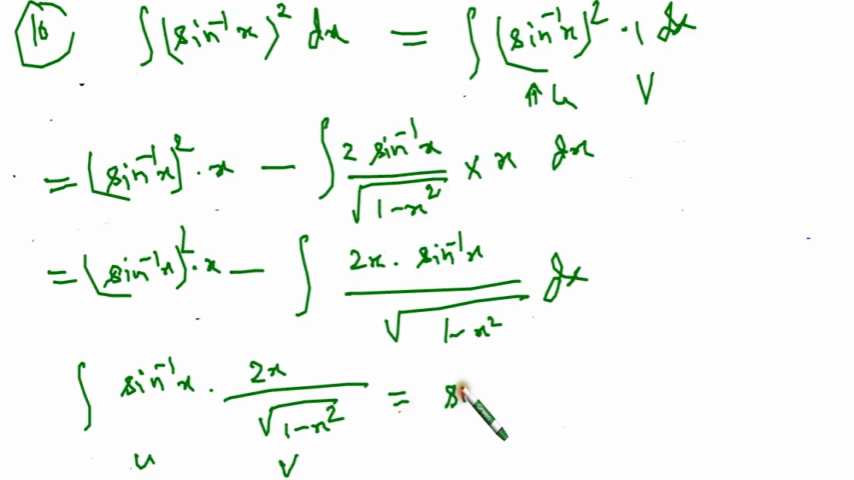 10 ∫ (sin⁻¹x)² dx = ∫ (sin⁻¹x)² · 1 dx
⇑ u V
= (sin⁻¹x)² · x − ∫ 2 sin⁻¹x / √(1−x²) × x dx
= (sin⁻¹x)² · x − ∫ 2x · sin⁻¹x / √(1−x²) dx
∫ sin⁻¹x · 2x / √(1−x²) = s
u V